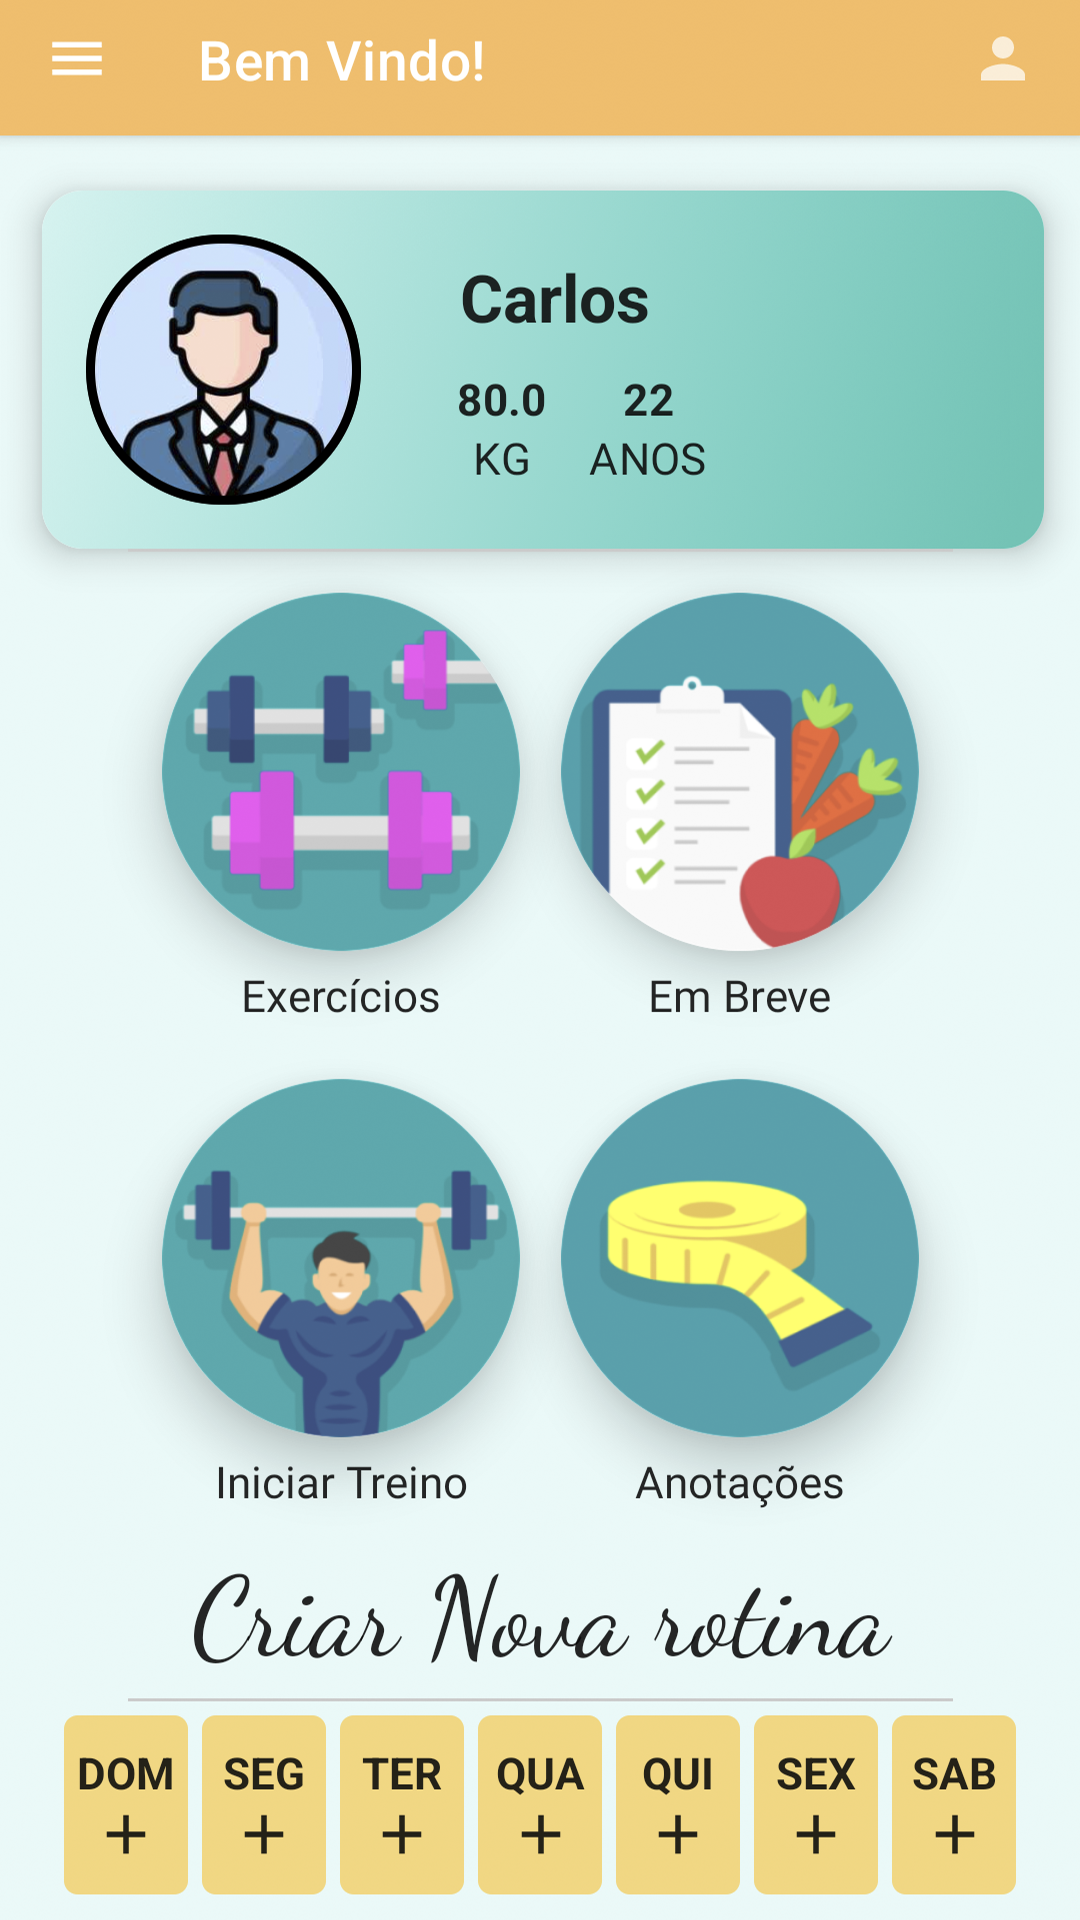 Bem Vindo!
Carlos
80.0 22
KG ANOS
Exercícios Em Breve
Iniciar Treino Anotações
Criar Nova rotina
DOM SEG TER QUA QUI SEX SAB
+ + + + + + +